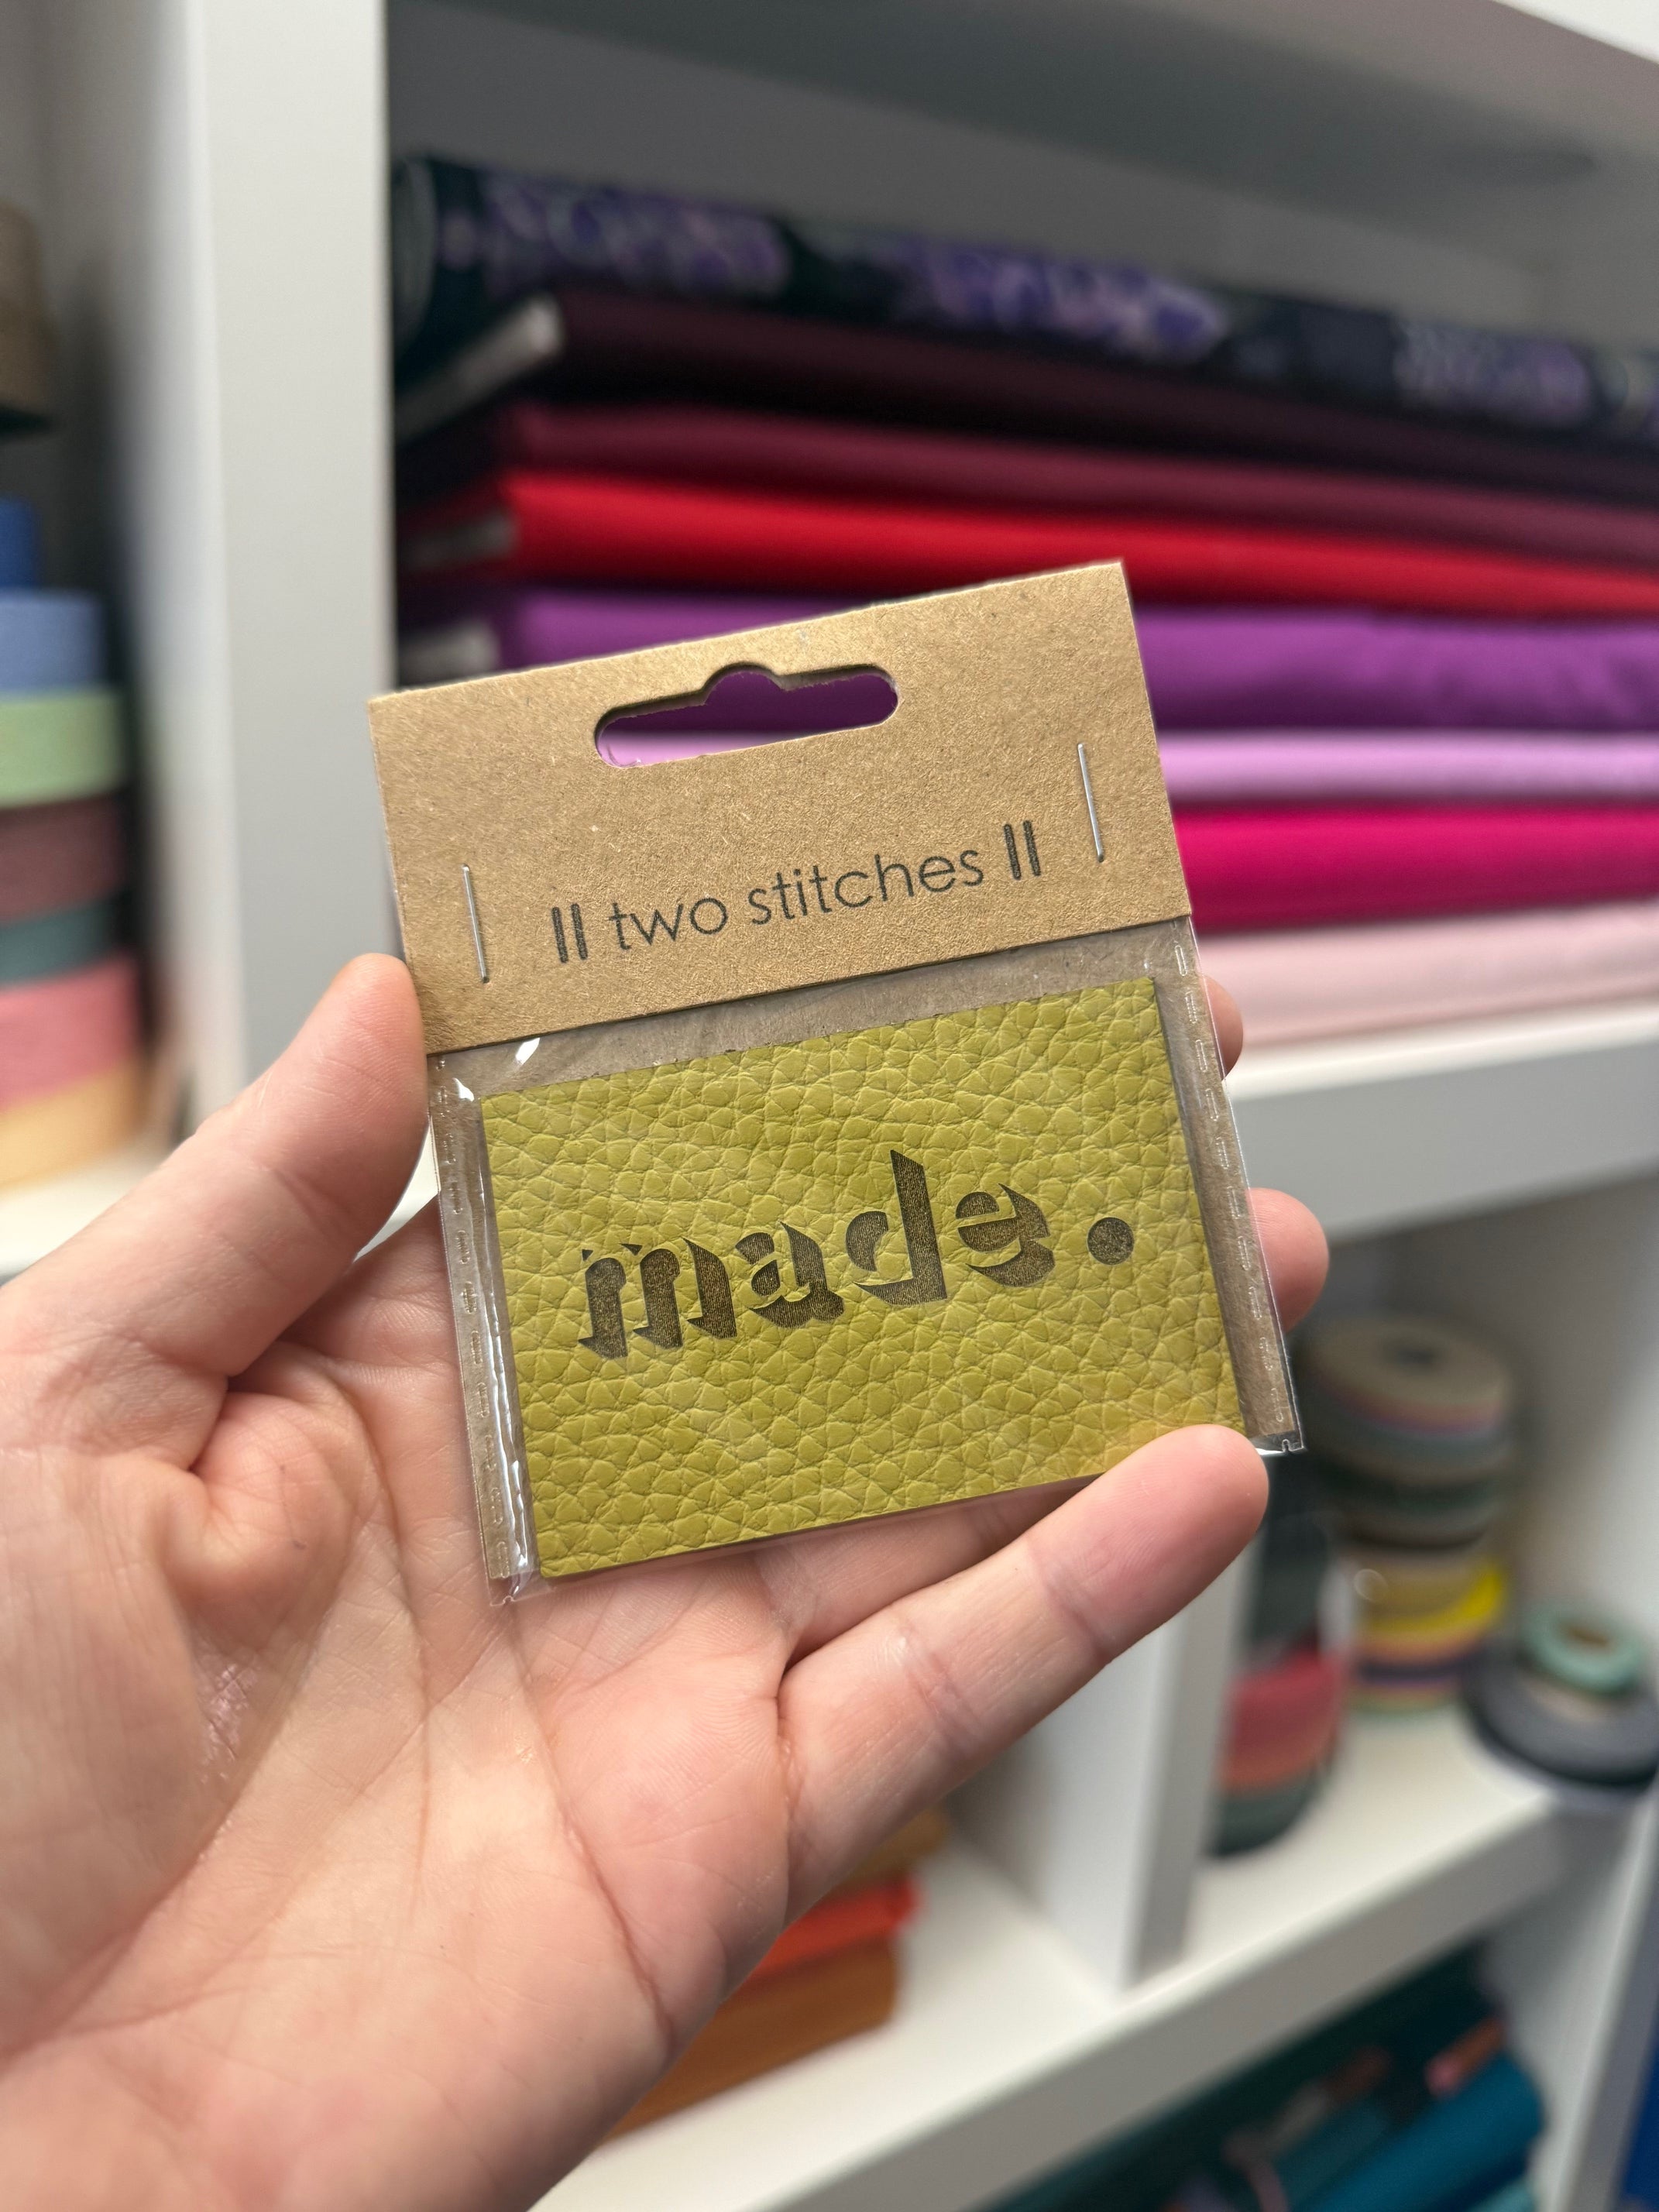 || two stitches ||
made.